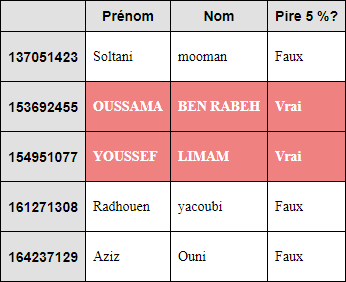 Prénom Nom Pire 5 %?
137051423 Soltani mooman Faux
153692455 OUSSAMA BEN RABEH Vrai
154951077 YOUSSEF LIMAM Vrai
161271308 Radhouen yacoubi Faux
164237129 Aziz Ouni Faux